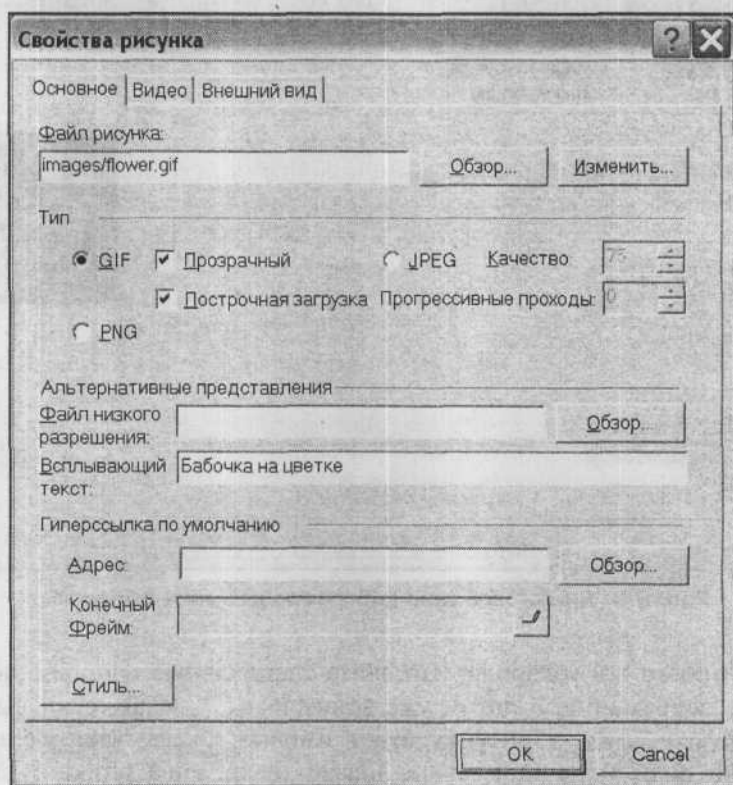 Свойства рисунка
Основное Видео Внешний вид
Файл рисунка:
images/flower.gif Обзор... Изменить...
Тип
GIF Прозрачный JPEG Качество 75
Построчная загрузка Прогрессивные проходы: 0
PNG
Альтернативные представления
Файл низкого разрешения: Обзор...
Всплывающий текст: Бабочка на цветке
Гиперссылка по умолчанию
Адрес: Обзор...
Конечный Фрейм:
Стиль...
OK Cancel